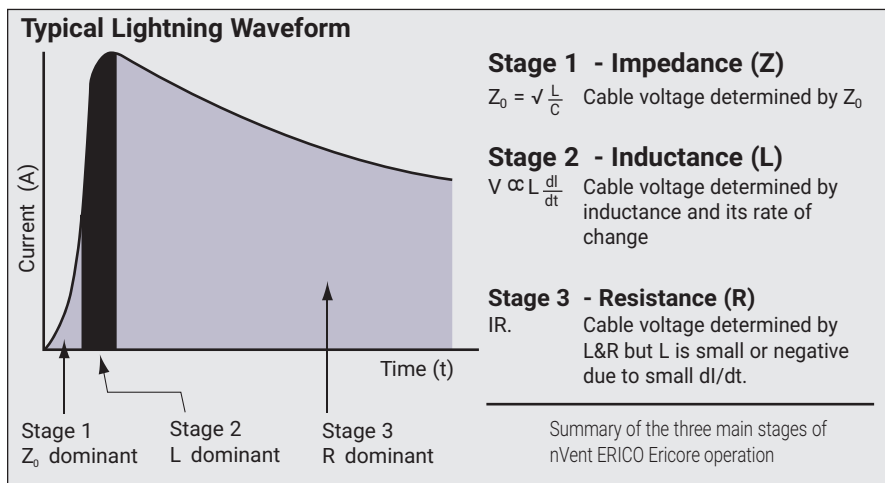 Typical Lightning Waveform
Current (A)
Time (t)
Stage 1
Z₀ dominant
Stage 2
L dominant
Stage 3
R dominant
Stage 1 - Impedance (Z)
Z₀ = √ L/C Cable voltage determined by Z₀
Stage 2 - Inductance (L)
V ∝ L dI/dt Cable voltage determined by
inductance and its rate of
change
Stage 3 - Resistance (R)
IR. Cable voltage determined by
L&R but L is small or negative
due to small dI/dt.
Summary of the three main stages of
nVent ERICO Ericore operation